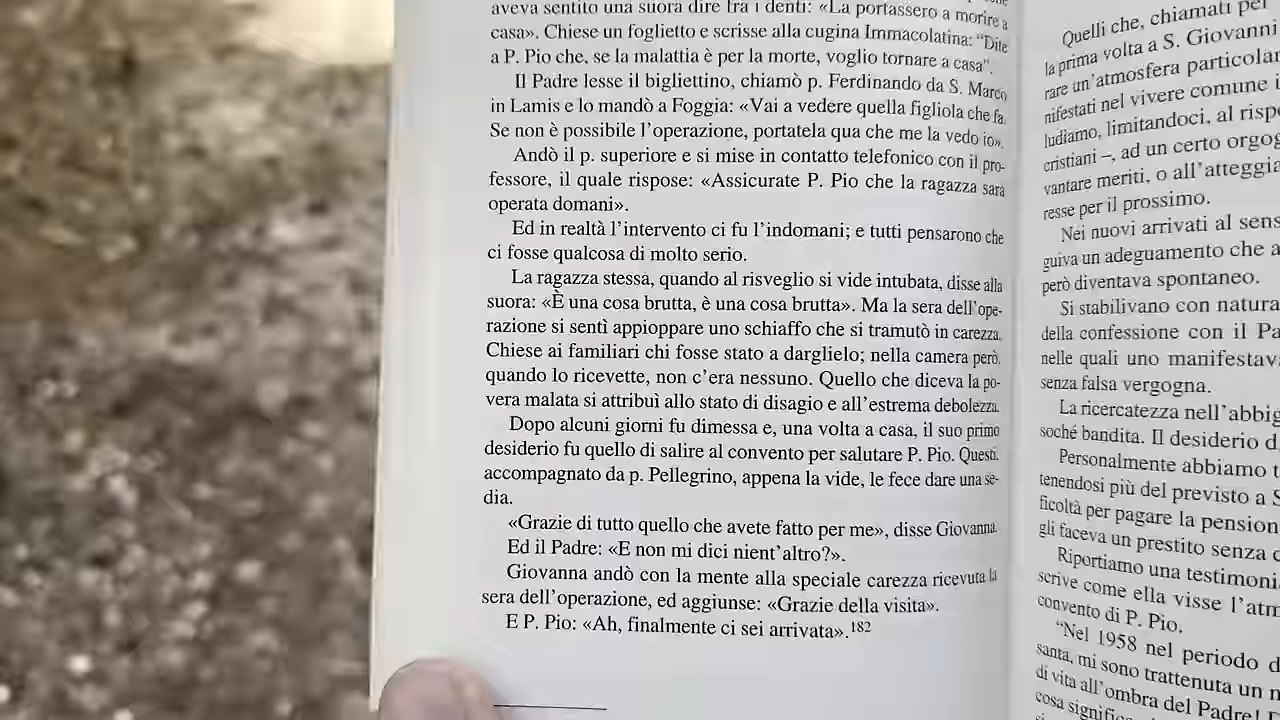 aveva sentito una suora dire fra i denti: «La portassero a morire a
casa». Chiese un foglietto e scrisse alla cugina Immacolatina: "Dite
a P. Pio che, se la malattia è per la morte, voglio tornare a casa".
Il Padre lesse il bigliettino, chiamò p. Ferdinando da S. Marco
in Lamis e lo mandò a Foggia: «Vai a vedere quella figliola che fa.
Se non è possibile l'operazione, portatela qua che me la vedo io».
Andò il p. superiore e si mise in contatto telefonico con il pro-
fessore, il quale rispose: «Assicurate P. Pio che la ragazza sarà
operata domani».
Ed in realtà l'intervento ci fu l'indomani; e tutti pensarono che
ci fosse qualcosa di molto serio.
La ragazza stessa, quando al risveglio si vide intubata, disse alla
suora: «È una cosa brutta, è una cosa brutta». Ma la sera dell'ope-
razione si sentì appioppare uno schiaffo che si tramutò in carezza.
Chiese ai familiari chi fosse stato a darglielo; nella camera però,
quando lo ricevette, non c'era nessuno. Quello che diceva la po-
vera malata si attribuì allo stato di disagio e all'estrema debolezza.
Dopo alcuni giorni fu dimessa e, una volta a casa, il suo primo
desiderio fu quello di salire al convento per salutare P. Pio. Questi,
accompagnato da p. Pellegrino, appena la vide, le fece dare una se-
dia.
«Grazie di tutto quello che avete fatto per me», disse Giovanna.
Ed il Padre: «E non mi dici nient'altro?».
Giovanna andò con la mente alla speciale carezza ricevuta la
sera dell'operazione, ed aggiunse: «Grazie della visita».
E P. Pio: «Ah, finalmente ci sei arrivata».182
Quelli che, chiamati per
la prima volta a S. Giovanni
rare un'atmosfera particolar
nifestati nel vivere comune
ludiamo, limitandoci, al risp
cristiani –, ad un certo orgog
vantare meriti, o all'atteggia
resse per il prossimo.
Nei nuovi arrivati al sens
guiva un adeguamento che a
però diventava spontaneo.
Si stabilivano con natura
della confessione con il Pa
nelle quali uno manifestav
senza falsa vergogna.
La ricercatezza nell'abbig
soché bandita. Il desiderio d
Personalmente abbiamo t
tenendosi più del previsto a S
ficoltà per pagare la pension
gli faceva un prestito senza
Riportiamo una testimoni
scrive come ella visse l'atm
convento di P. Pio.
"Nel 1958 nel periodo d
santa, mi sono trattenuta un m
di vita all'ombra del Padre!
cosa signific